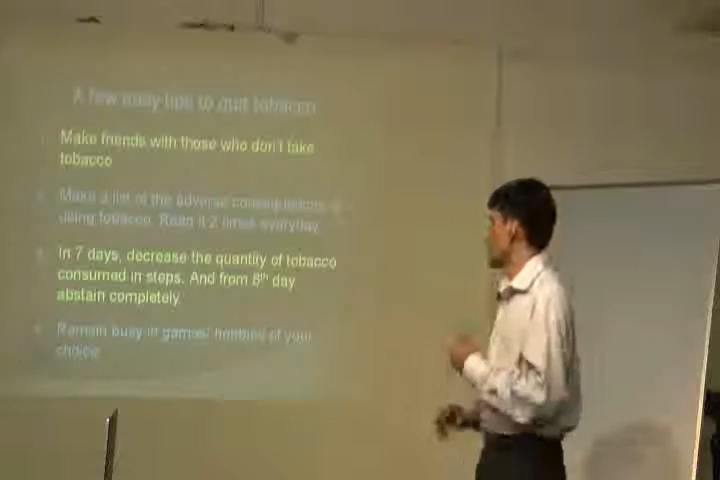 A few easy tips to quit tobacco
Make friends with those who don't take
tobacco
Make a list of the adverse consequences of
using tobacco. Read it 2 times everyday.
In 7 days, decrease the quantity of tobacco
consumed in steps. And from 8th day
abstain completely.
Remain busy in games/ hobbies of your
choice